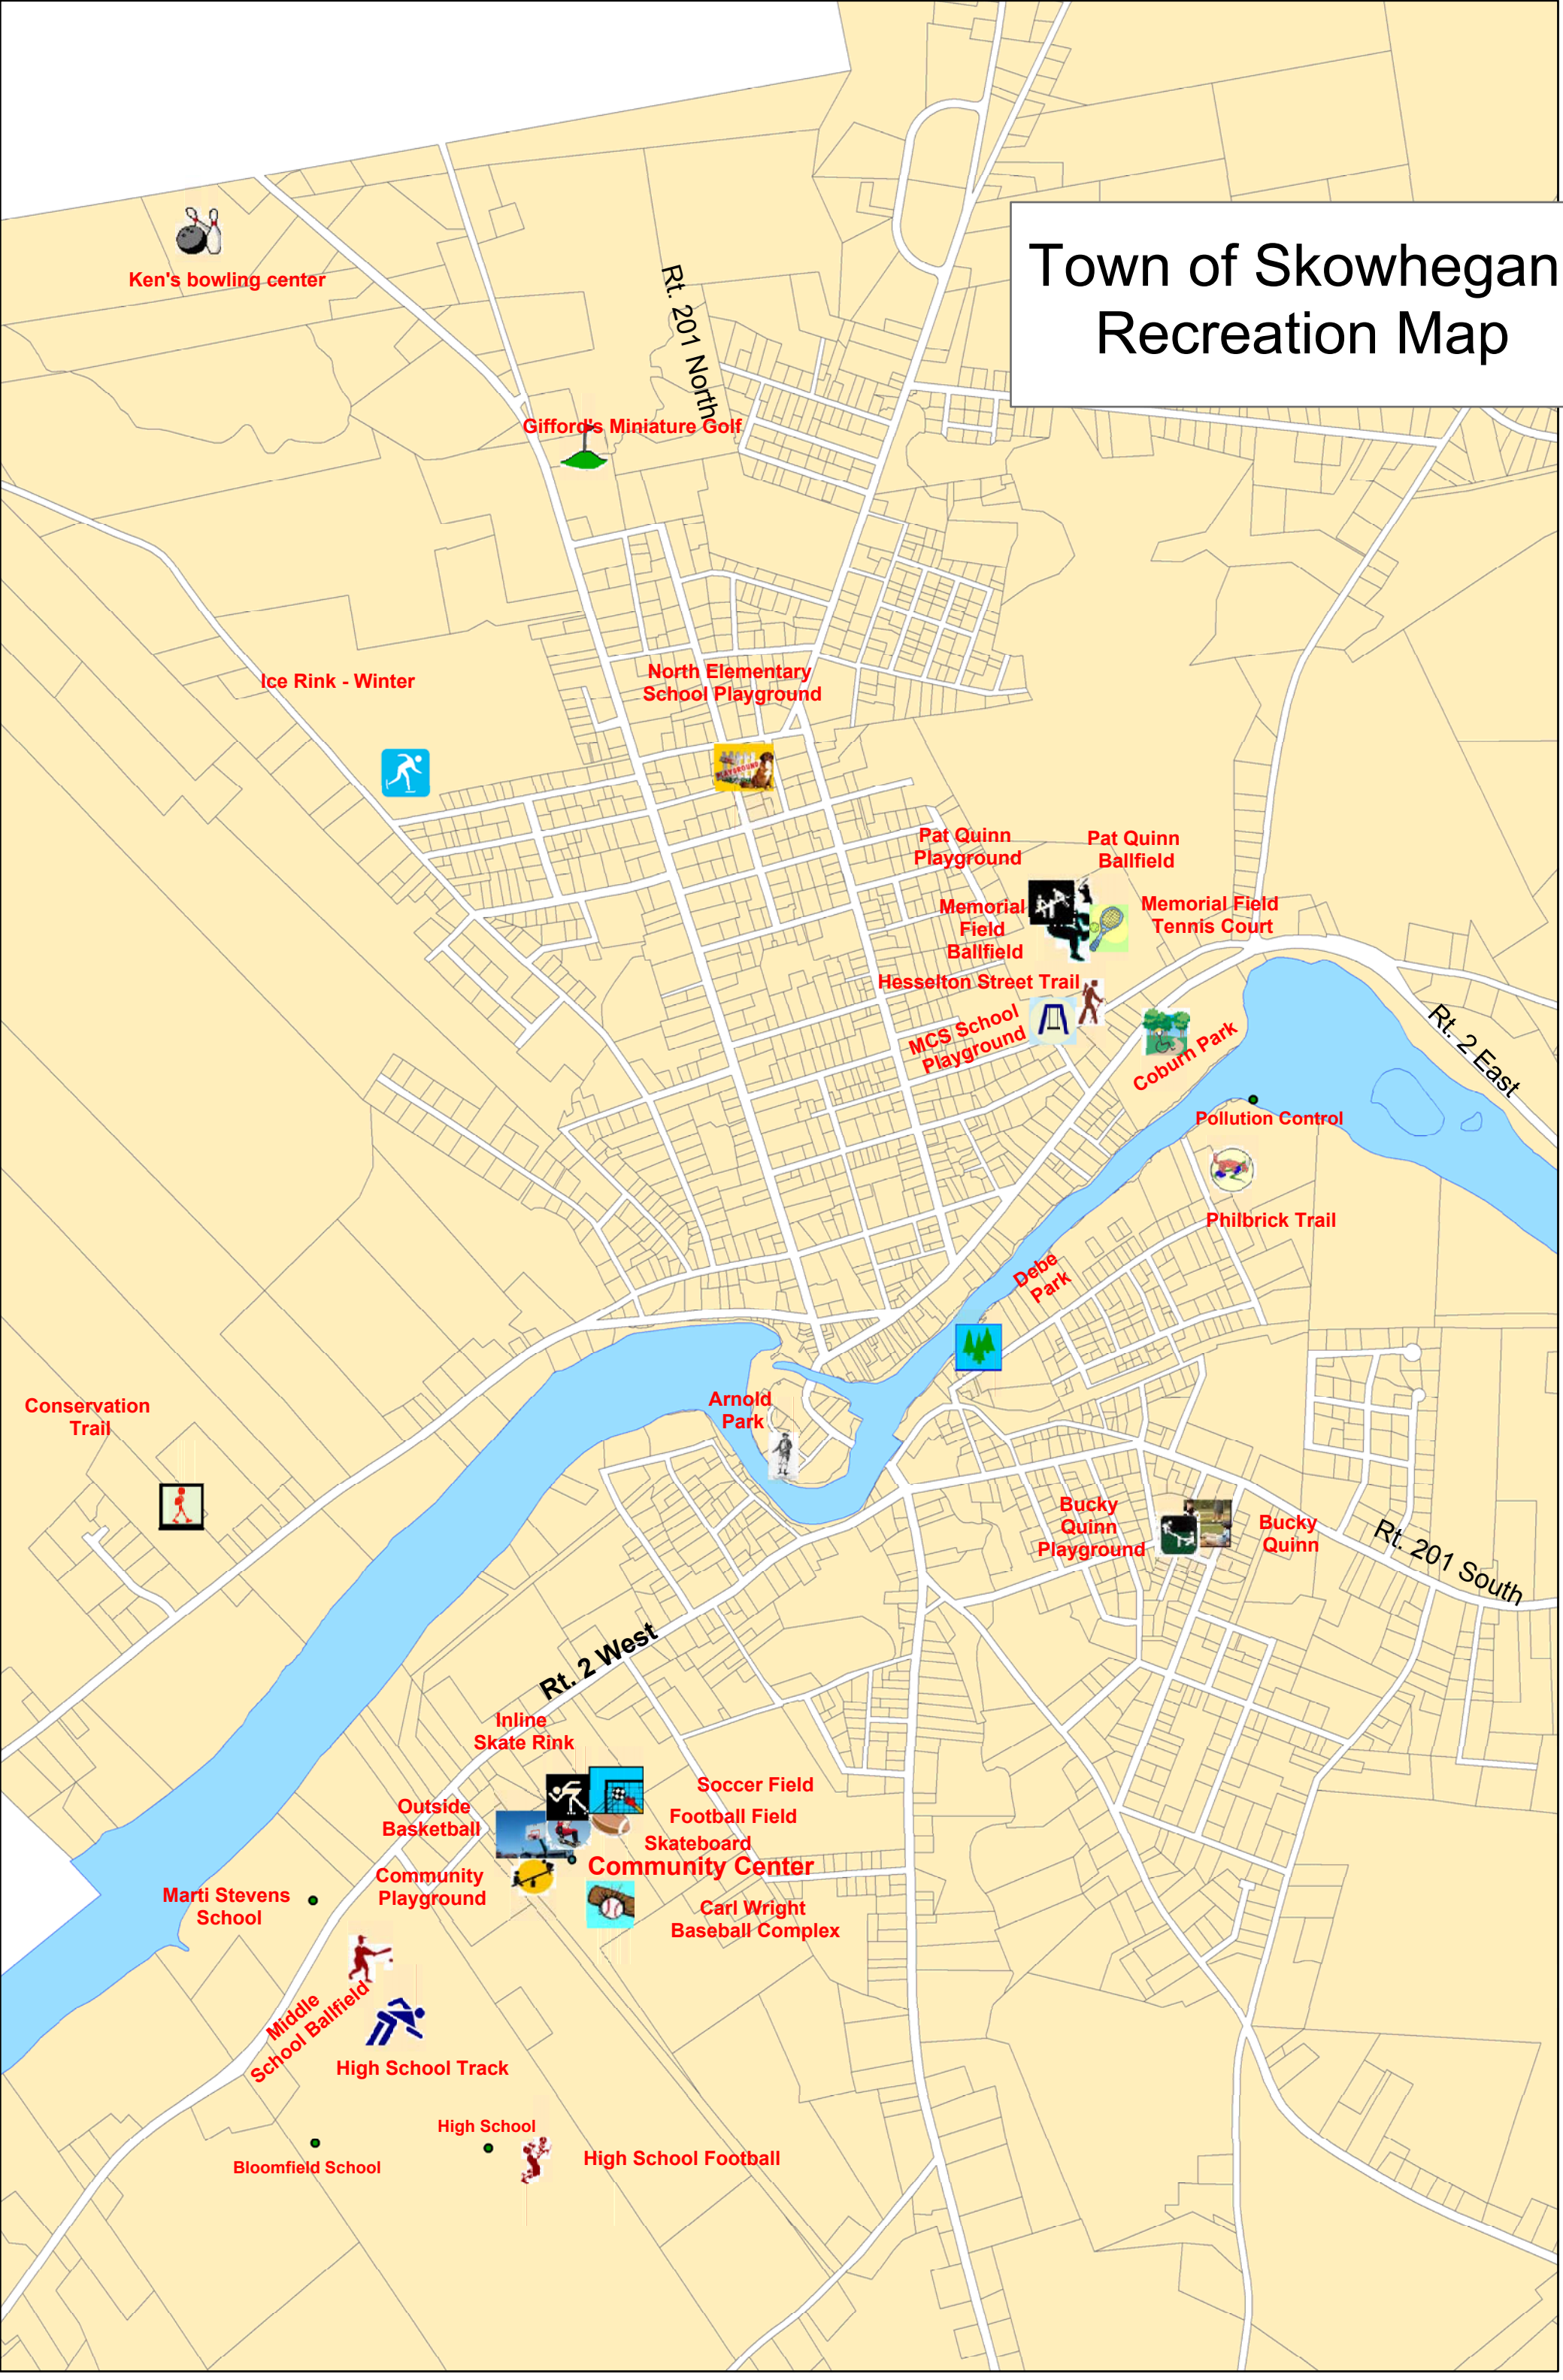 Town of Skowhegan
Recreation Map
Ken's bowling center
Rt. 201 North
Gifford's Miniature Golf
Ice Rink - Winter
North Elementary
School Playground
PLAYGROUND
Pat Quinn
Playground
Pat Quinn
Ballfield
Memorial
Field
Ballfield
Memorial Field
Tennis Court
Hesselton Street Trail
MCS School
Playground
Coburn Park
Rt. 2 East
Pollution Control
Philbrick Trail
Debe
Park
Arnold
Park
Conservation
Trail
Bucky
Quinn
Playground
Bucky
Quinn
Rt. 201 South
Rt. 2 West
Inline
Skate Rink
Soccer Field
Outside
Basketball
Football Field
Skateboard
Community Center
Community
Playground
Marti Stevens
School
Carl Wright
Baseball Complex
Middle
School Ballfield
High School Track
High School
High School Football
Bloomfield School